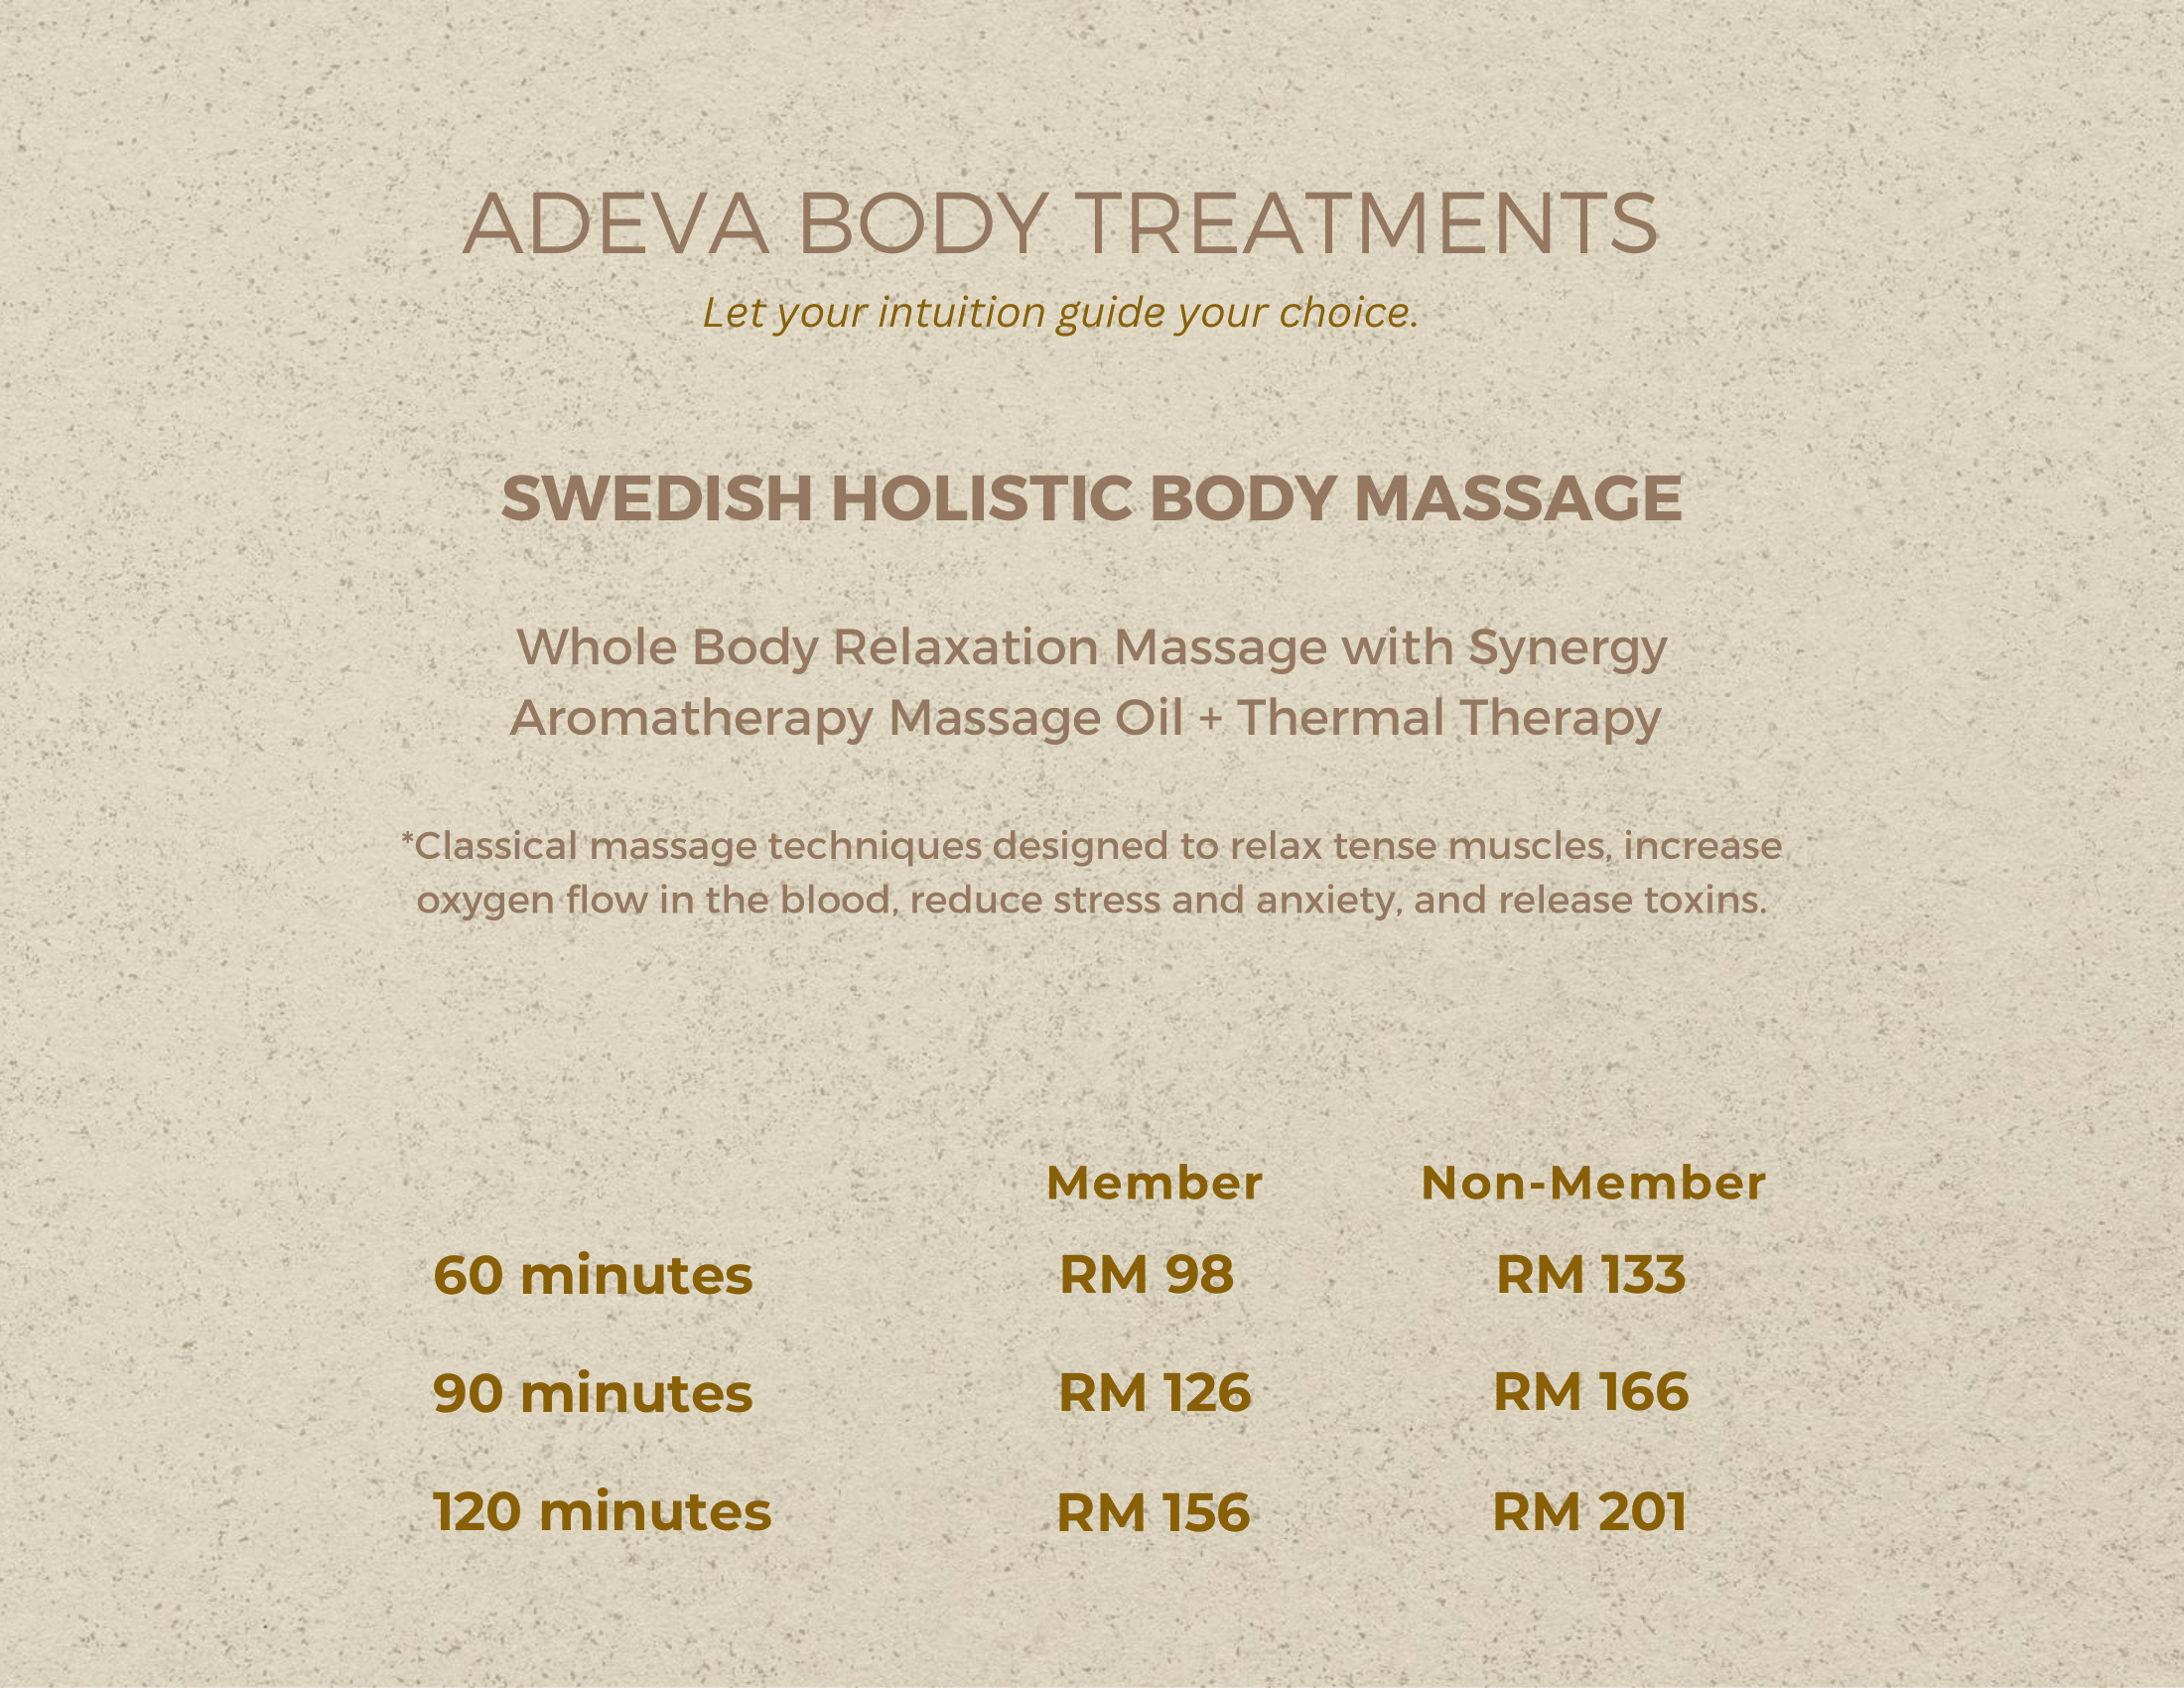 ADEVA BODY TREATMENTS
Let your intuition guide your choice.
SWEDISH HOLISTIC BODY MASSAGE
Whole Body Relaxation Massage with Synergy
Aromatherapy Massage Oil + Thermal Therapy
*Classical massage techniques designed to relax tense muscles, increase
oxygen flow in the blood, reduce stress and anxiety, and release toxins.
Member Non-Member
60 minutes RM 98 RM 133
90 minutes RM 126 RM 166
120 minutes RM 156 RM 201